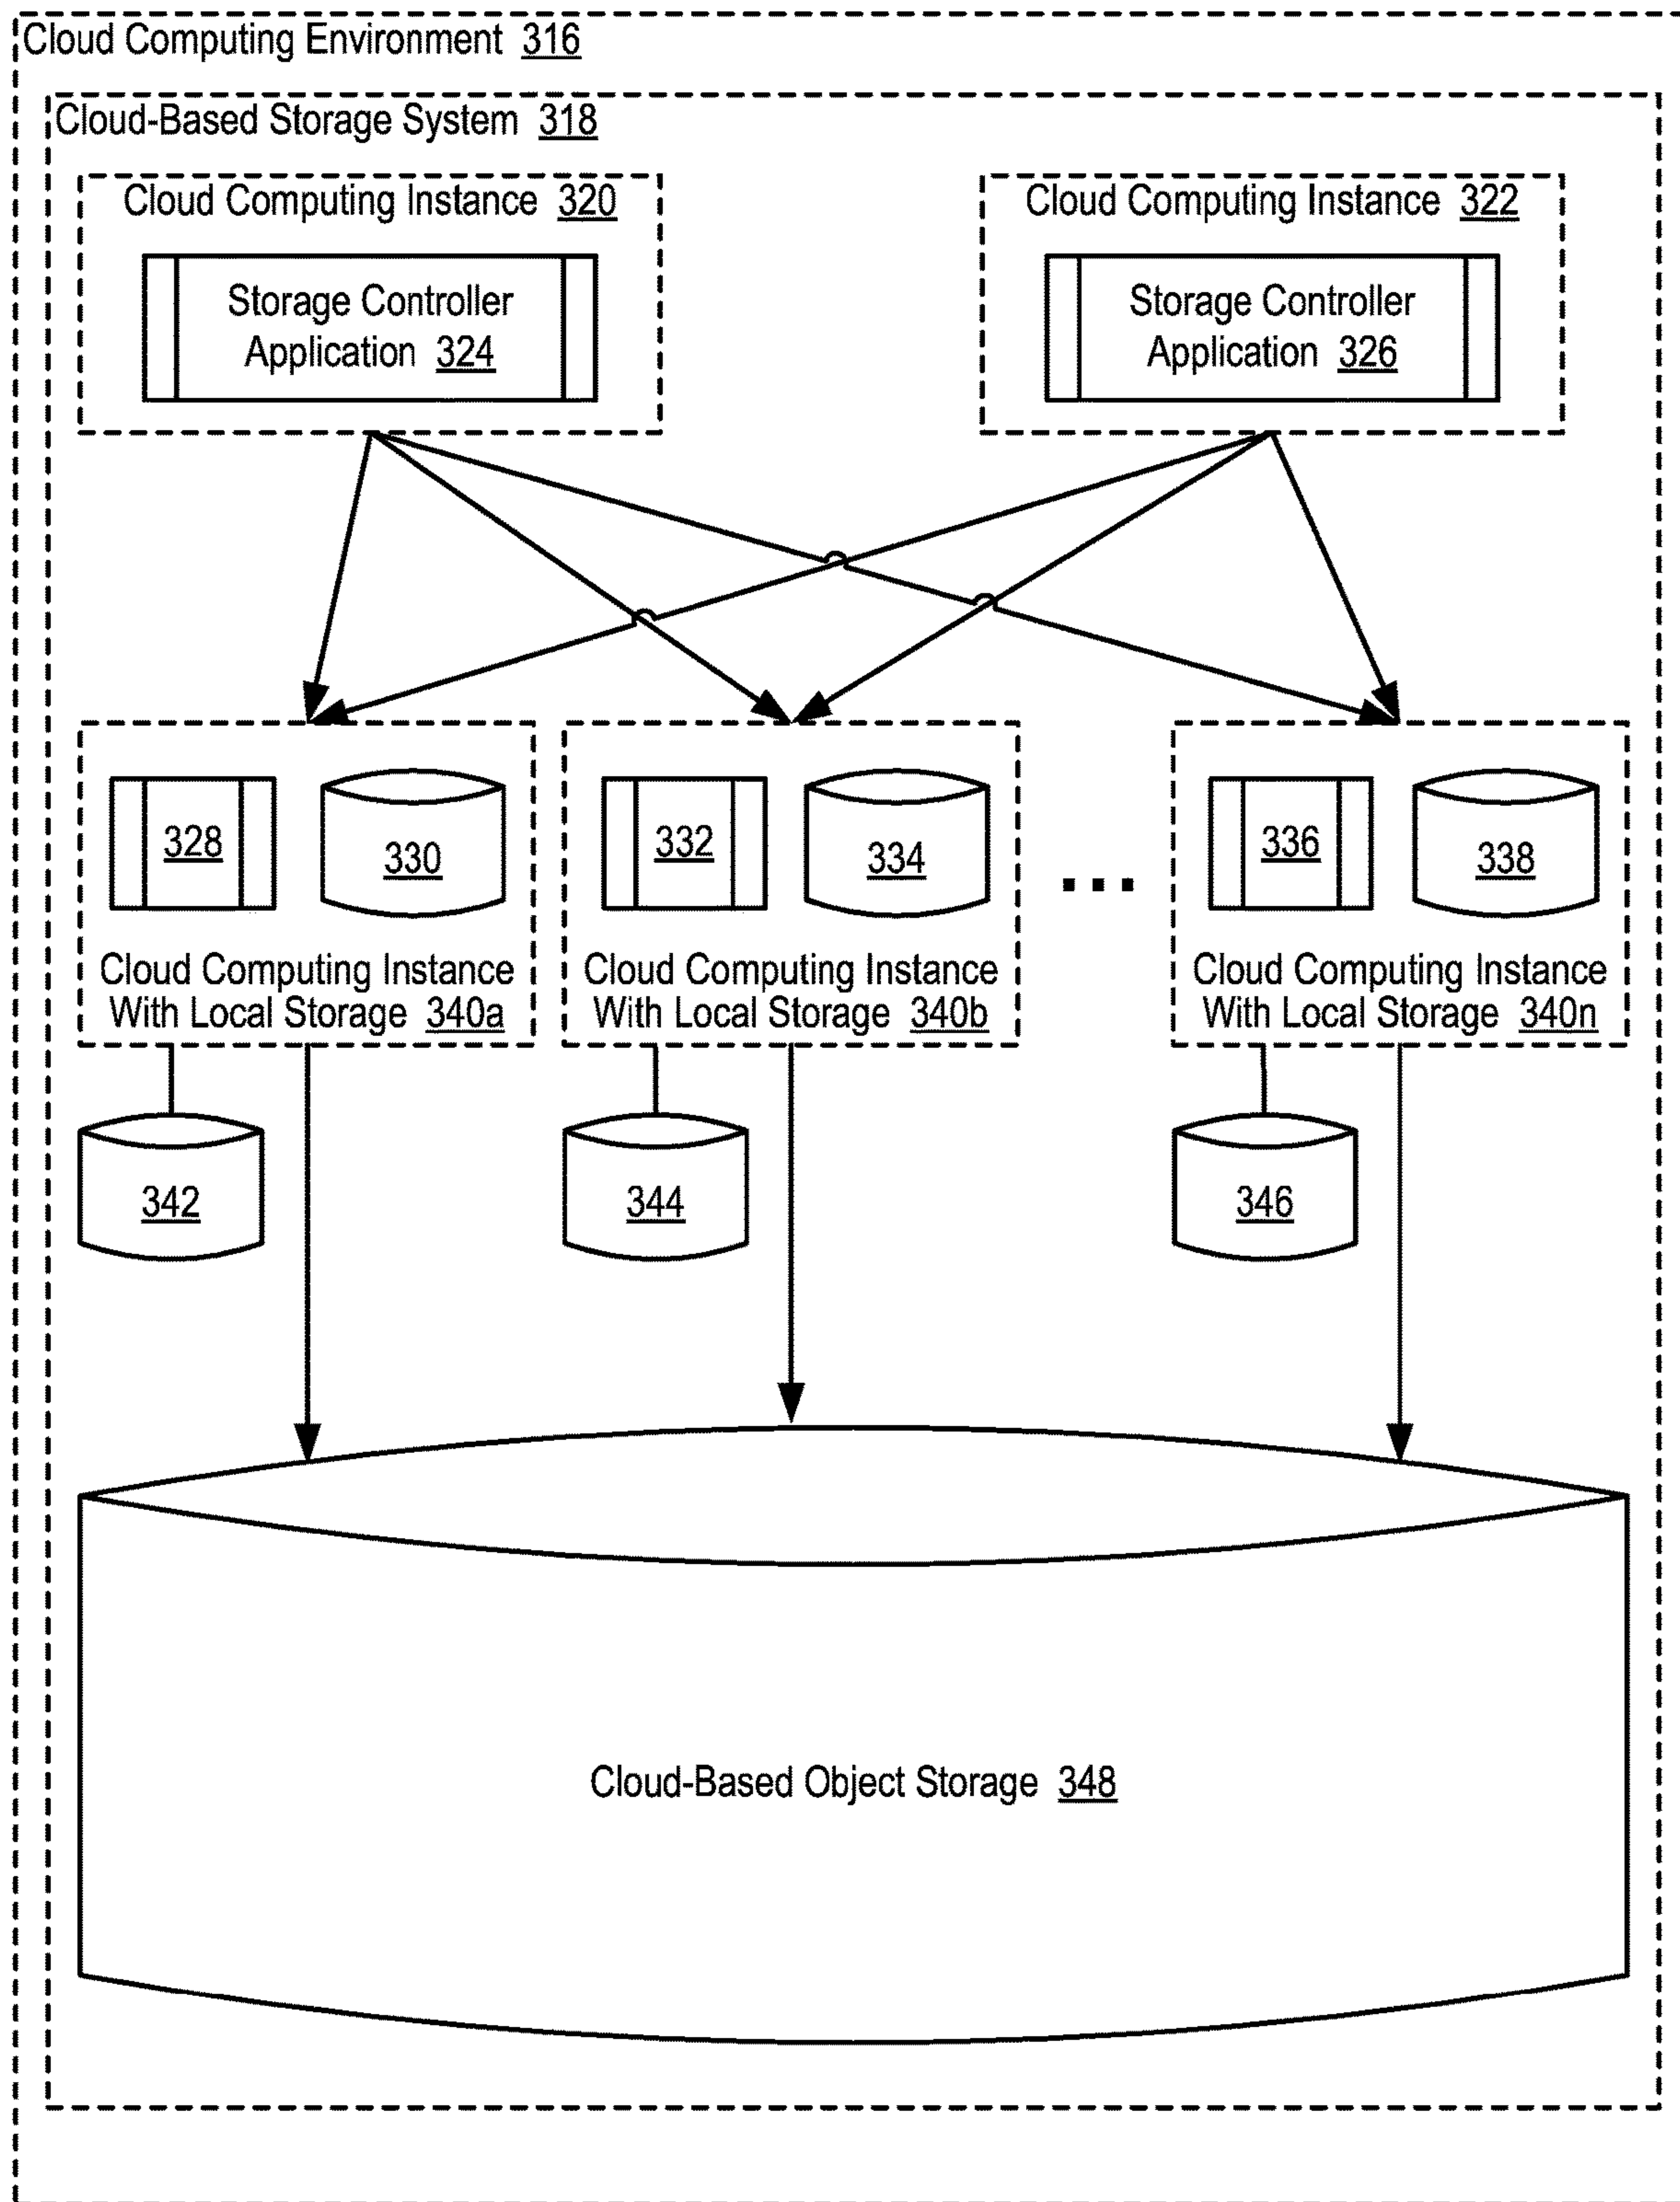 Cloud Computing Environment 316
Cloud-Based Storage System 318
Cloud Computing Instance 320
Storage Controller
Application 324
Cloud Computing Instance 322
Storage Controller
Application 326
328
330
Cloud Computing Instance
With Local Storage 340a
332
334
Cloud Computing Instance
With Local Storage 340b
...
336
338
Cloud Computing Instance
With Local Storage 340n
342
344
346
Cloud-Based Object Storage 348